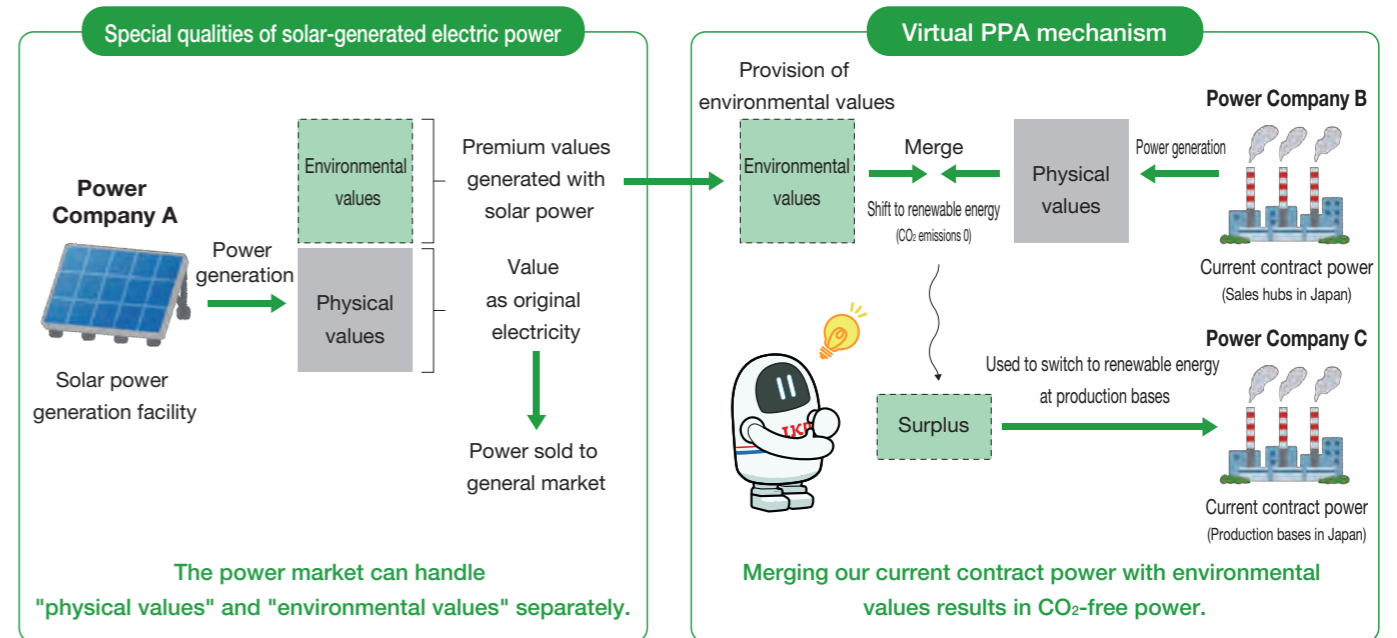 Special qualities of solar-generated electric power
Power
Company A
Solar power
generation facility
Power
generation
Environmental
values
Physical
values
Premium values
generated with
solar power
Value
as original
electricity
Power sold to
general market
The power market can handle
"physical values" and "environmental values" separately.
Virtual PPA mechanism
Provision of
environmental values
Environmental
values
Merge
Shift to renewable energy
(CO₂ emissions 0)
Physical
values
Power generation
Power Company B
Current contract power
(Sales hubs in Japan)
Surplus
Used to switch to renewable energy
at production bases
Power Company C
Current contract power
(Production bases in Japan)
Merging our current contract power with environmental
values results in CO₂-free power.